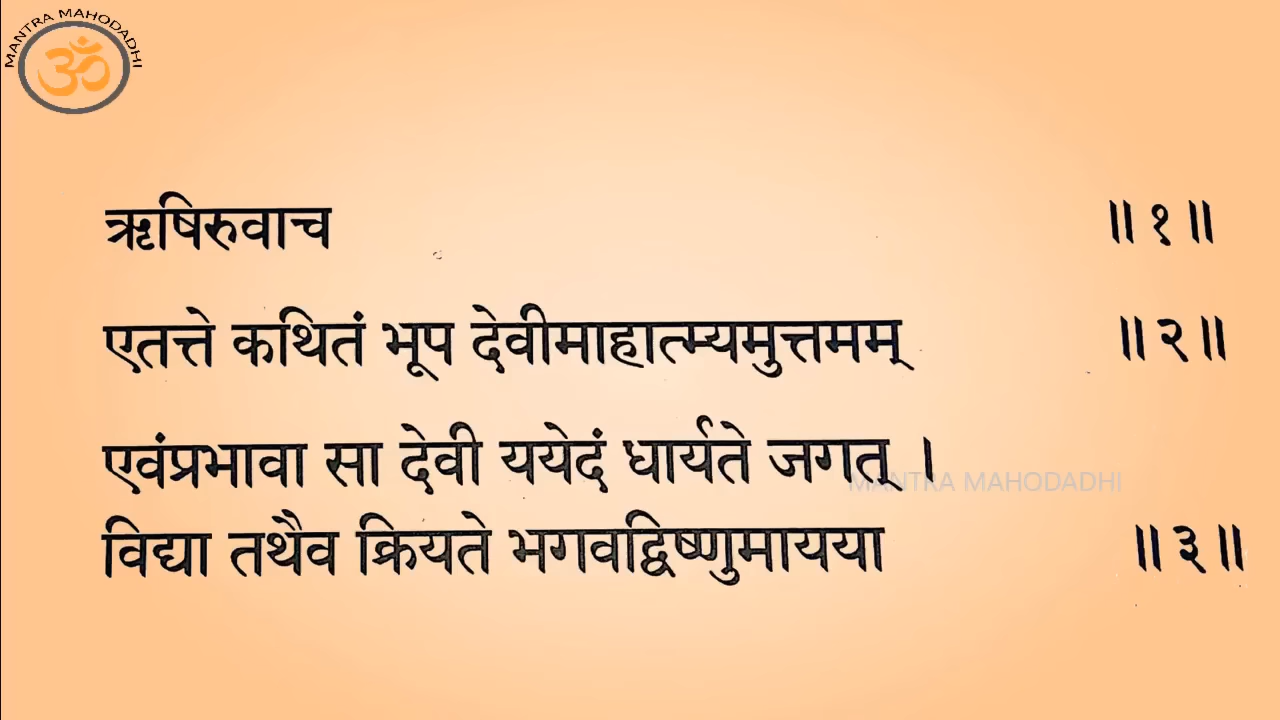 MANTRA MAHODADHI
ॐ
ऋषिरुवाच ॥ १ ॥
एतत्ते कथितं भूप देवीमाहात्म्यमुत्तमम् ॥ २ ॥
एवंप्रभावा सा देवी ययेदं धार्यते जगत् ।
MANTRA MAHODADHI
विद्या तथैव क्रियते भगवद्विष्णुमायया ॥ ३ ॥